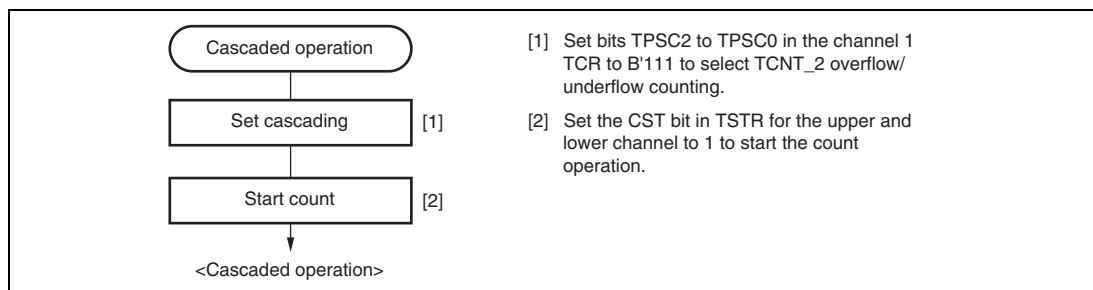 Cascaded operation
Set cascading
[1]
Start count
[2]
<Cascaded operation>
[1] Set bits TPSC2 to TPSC0 in the channel 1
TCR to B'111 to select TCNT_2 overflow/
underflow counting.
[2] Set the CST bit in TSTR for the upper and
lower channel to 1 to start the count
operation.